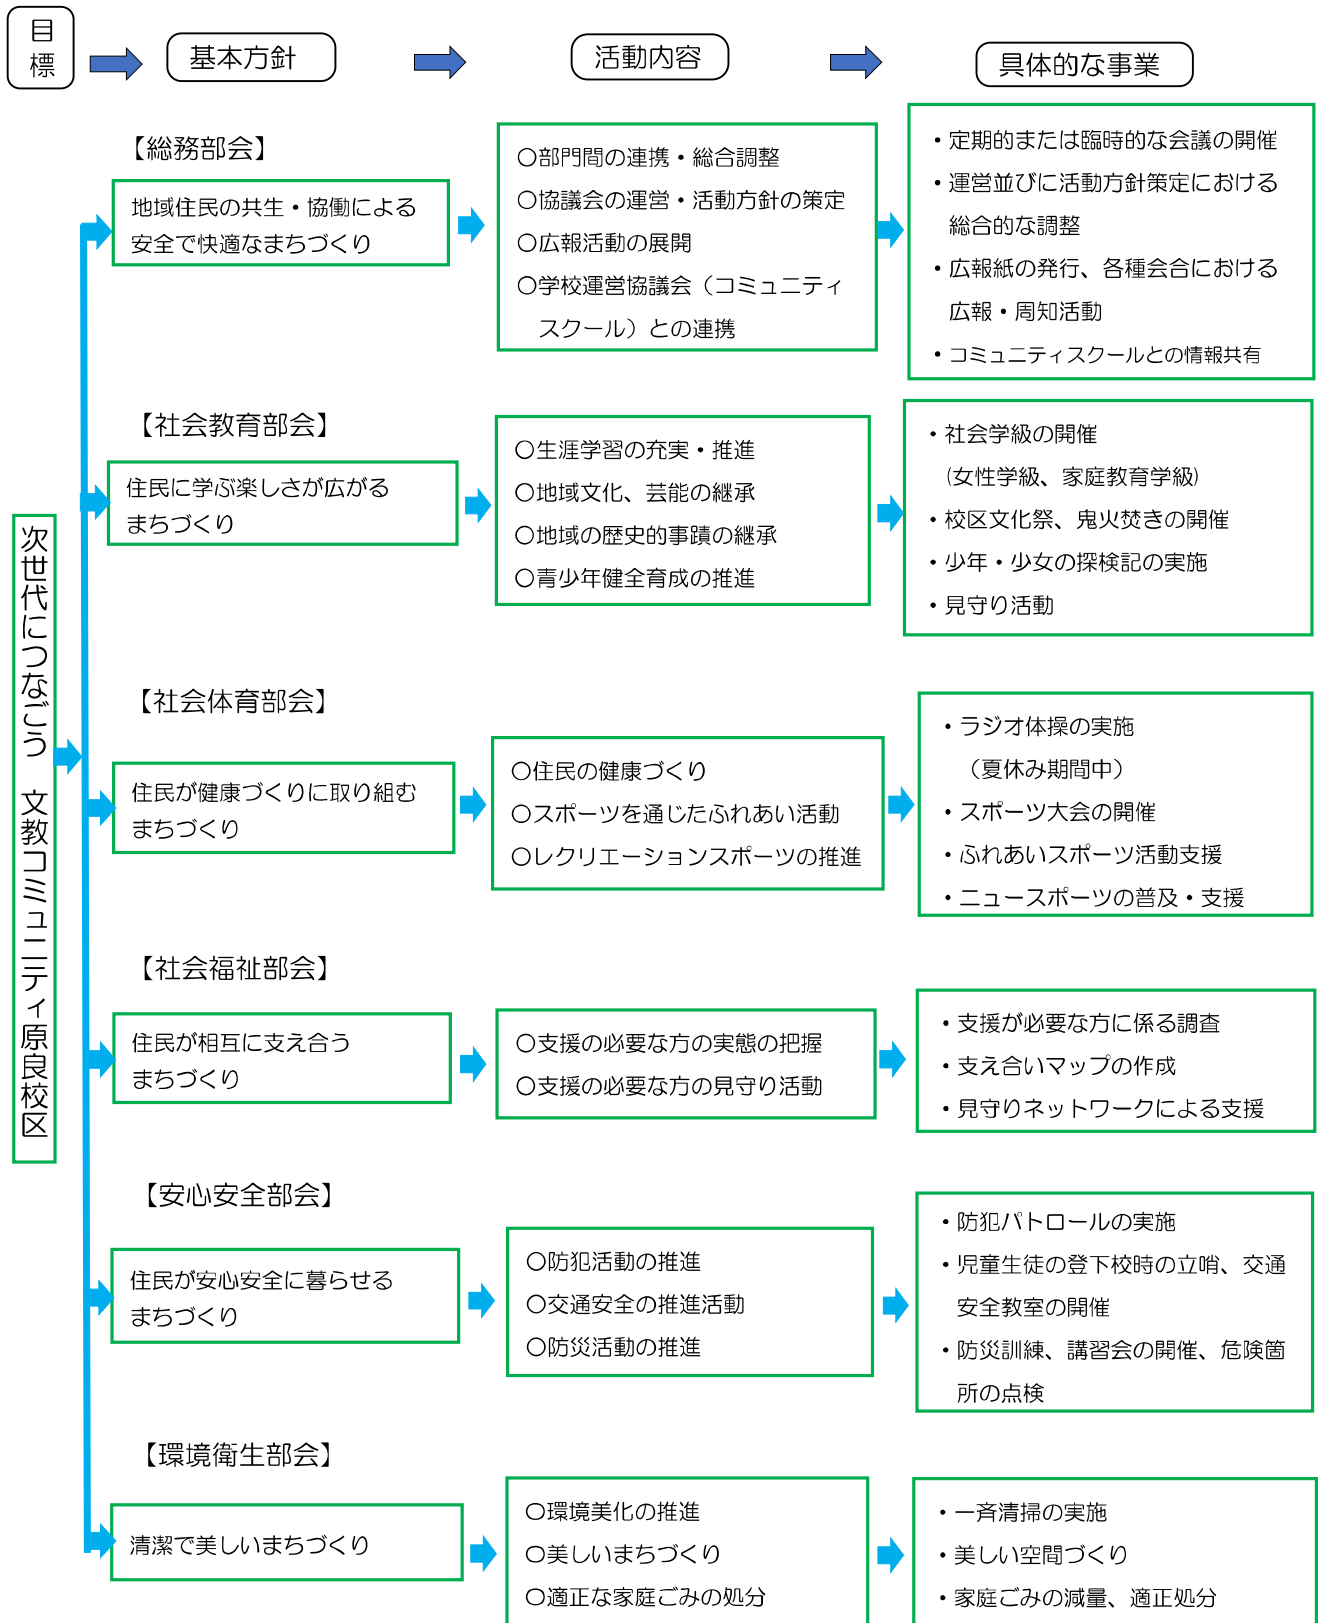 目
標
基本方針
活動内容
具体的な事業
次世代につなごう　文教コミュニティ原良校区
【総務部会】
地域住民の共生・協働による
安全で快適なまちづくり
〇部門間の連携・総合調整
〇協議会の運営・活動方針の策定
〇広報活動の展開
〇学校運営協議会（コミュニティ
スクール）との連携
・定期的または臨時的な会議の開催
・運営並びに活動方針策定における
総合的な調整
・広報紙の発行、各種会合における
広報・周知活動
・コミュニティスクールとの情報共有
【社会教育部会】
住民に学ぶ楽しさが広がる
まちづくり
〇生涯学習の充実・推進
〇地域文化、芸能の継承
〇地域の歴史的事蹟の継承
〇青少年健全育成の推進
・社会学級の開催
(女性学級、家庭教育学級)
・校区文化祭、鬼火焚きの開催
・少年・少女の探検記の実施
・見守り活動
【社会体育部会】
住民が健康づくりに取り組む
まちづくり
〇住民の健康づくり
〇スポーツを通じたふれあい活動
〇レクリエーションスポーツの推進
・ラジオ体操の実施
（夏休み期間中）
・スポーツ大会の開催
・ふれあいスポーツ活動支援
・ニュースポーツの普及・支援
【社会福祉部会】
住民が相互に支え合う
まちづくり
〇支援の必要な方の実態の把握
〇支援の必要な方の見守り活動
・支援が必要な方に係る調査
・支え合いマップの作成
・見守りネットワークによる支援
【安心安全部会】
住民が安心安全に暮らせる
まちづくり
〇防犯活動の推進
〇交通安全の推進活動
〇防災活動の推進
・防犯パトロールの実施
・児童生徒の登下校時の立哨、交通
安全教室の開催
・防災訓練、講習会の開催、危険箇
所の点検
【環境衛生部会】
清潔で美しいまちづくり
〇環境美化の推進
〇美しいまちづくり
〇適正な家庭ごみの処分
・一斉清掃の実施
・美しい空間づくり
・家庭ごみの減量、適正処分